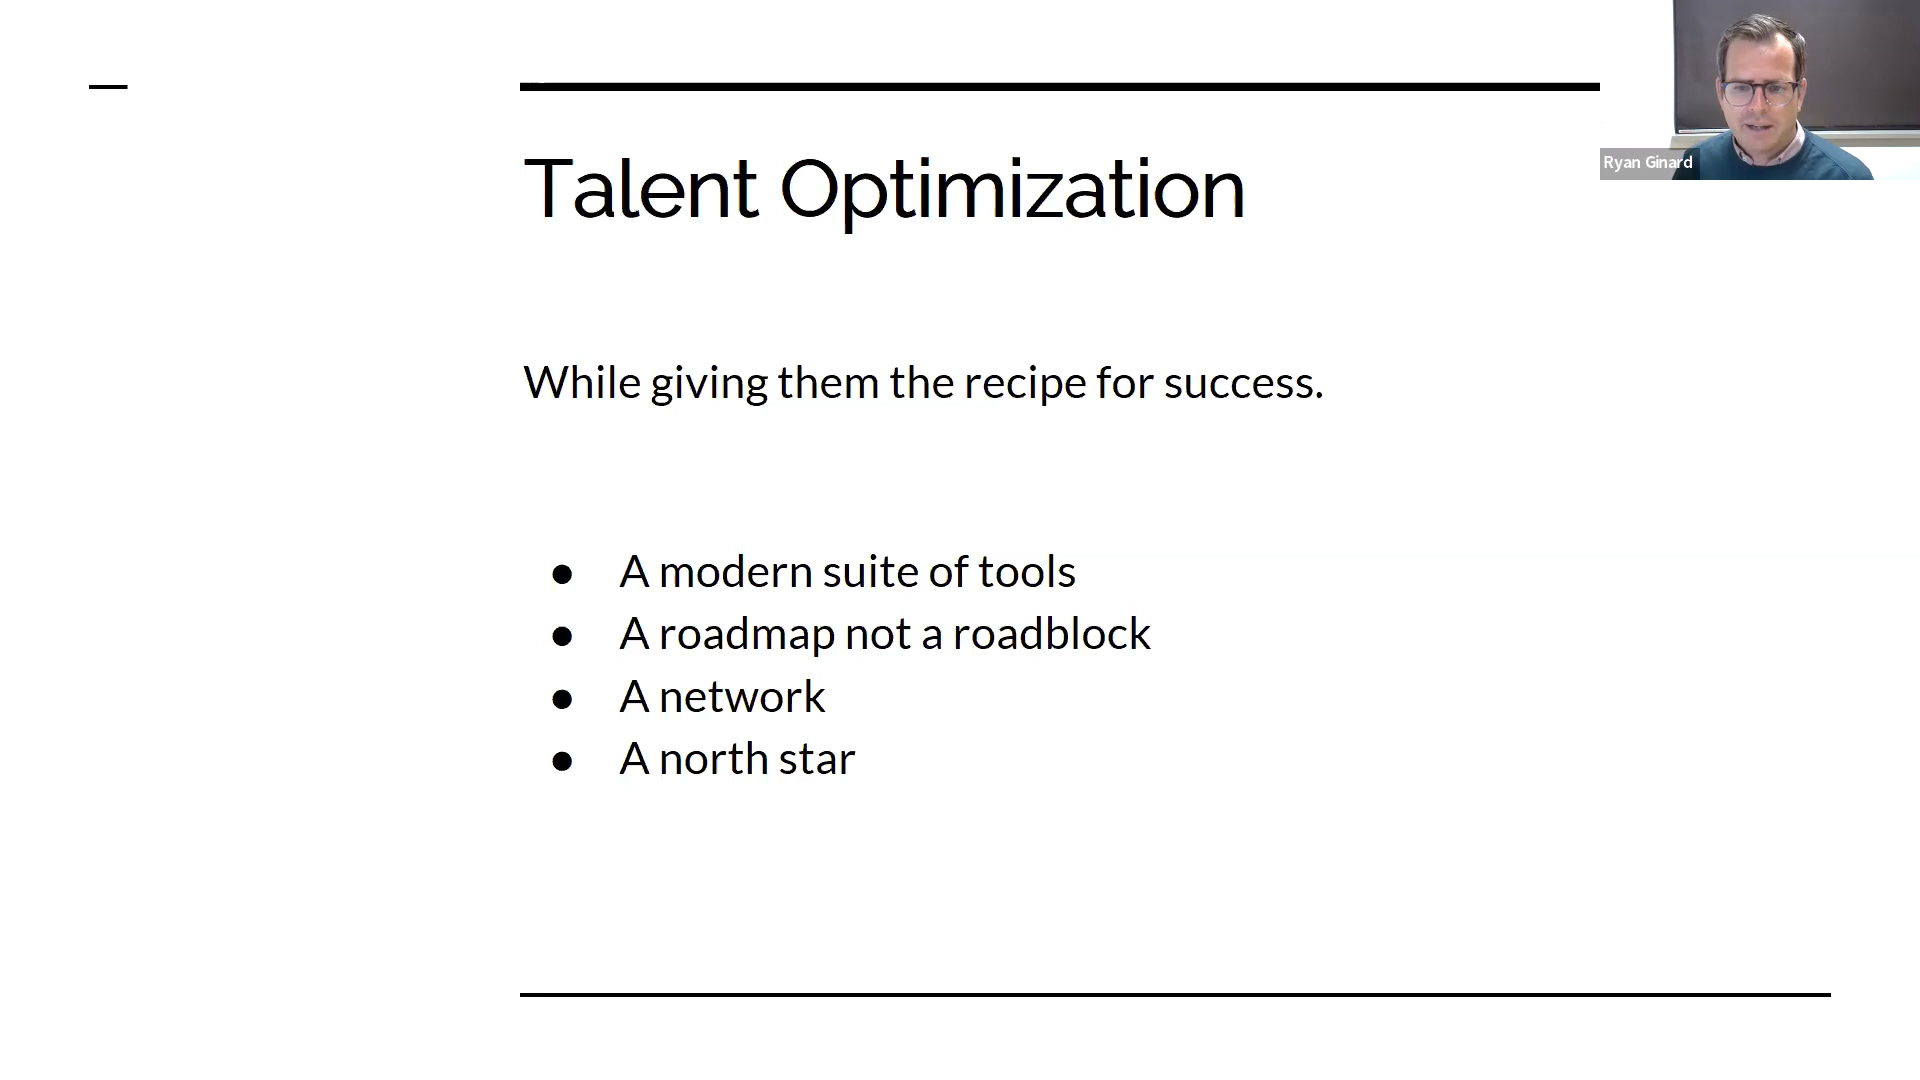 Ryan Ginard
Talent Optimization
While giving them the recipe for success.
● A modern suite of tools
● A roadmap not a roadblock
● A network
● A north star